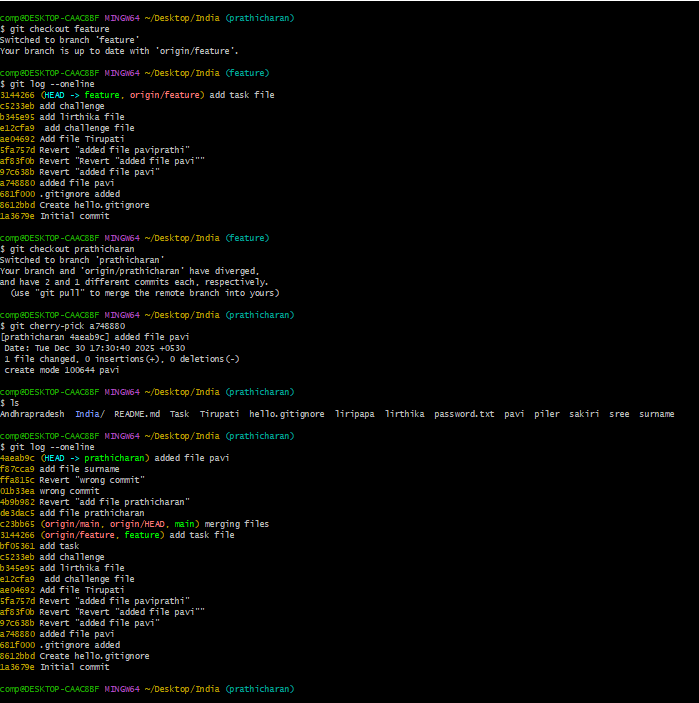 comp@DESKTOP-CAAC8BF MINGW64 ~/Desktop/India (prathicharan)
$ git checkout feature
Switched to branch 'feature'
Your branch is up to date with 'origin/feature'.
comp@DESKTOP-CAAC8BF MINGW64 ~/Desktop/India (feature)
$ git log --oneline
3144266 (HEAD -> feature, origin/feature) add task file
c5233eb add challenge
b345e95 add lirthika file
e12cfa9  add challenge file
ae04692 Add file Tirupati
5fa757d Revert "added file paviprathi"
af83f0b Revert "Revert "added file pavi""
97c638b Revert "added file pavi"
a748880 added file pavi
681f000 .gitignore added
8612bbd Create hello.gitignore
1a3679e Initial commit
comp@DESKTOP-CAAC8BF MINGW64 ~/Desktop/India (feature)
$ git checkout prathicharan
Switched to branch 'prathicharan'
Your branch and 'origin/prathicharan' have diverged,
and have 2 and 1 different commits each, respectively.
  (use "git pull" to merge the remote branch into yours)
comp@DESKTOP-CAAC8BF MINGW64 ~/Desktop/India (prathicharan)
$ git cherry-pick a748880
[prathicharan 4aeab9c] added file pavi
 Date: Tue Dec 30 17:30:40 2025 +0530
 1 file changed, 0 insertions(+), 0 deletions(-)
 create mode 100644 pavi
comp@DESKTOP-CAAC8BF MINGW64 ~/Desktop/India (prathicharan)
$ ls
Andhrapradesh  India/  README.md  Task  Tirupati  hello.gitignore  liripapa  lirthika  password.txt  pavi  piler  sakiri  sree  surname
comp@DESKTOP-CAAC8BF MINGW64 ~/Desktop/India (prathicharan)
$ git log --oneline
4aeab9c (HEAD -> prathicharan) added file pavi
f87cca9 add file surname
ffa815c Revert "wrong commit"
01b33ea wrong commit
4b9b982 Revert "add file prathicharan"
de3dac5 add file prathicharan
c23bb65 (origin/main, origin/HEAD, main) merging files
3144266 (origin/feature, feature) add task file
bf05361 add task
c5233eb add challenge
b345e95 add lirthika file
e12cfa9  add challenge file
ae04692 Add file Tirupati
5fa757d Revert "added file paviprathi"
af83f0b Revert "Revert "added file pavi""
97c638b Revert "added file pavi"
a748880 added file pavi
681f000 .gitignore added
8612bbd Create hello.gitignore
1a3679e Initial commit
comp@DESKTOP-CAAC8BF MINGW64 ~/Desktop/India (prathicharan)